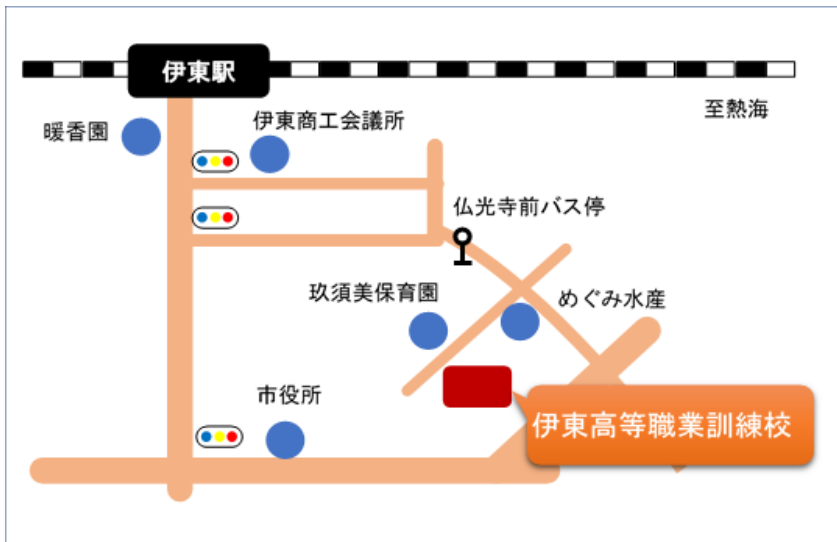 伊東駅
至熱海
伊東商工会議所
暖香園
仏光寺前バス停
玖須美保育園
めぐみ水産
市役所
伊東高等職業訓練校